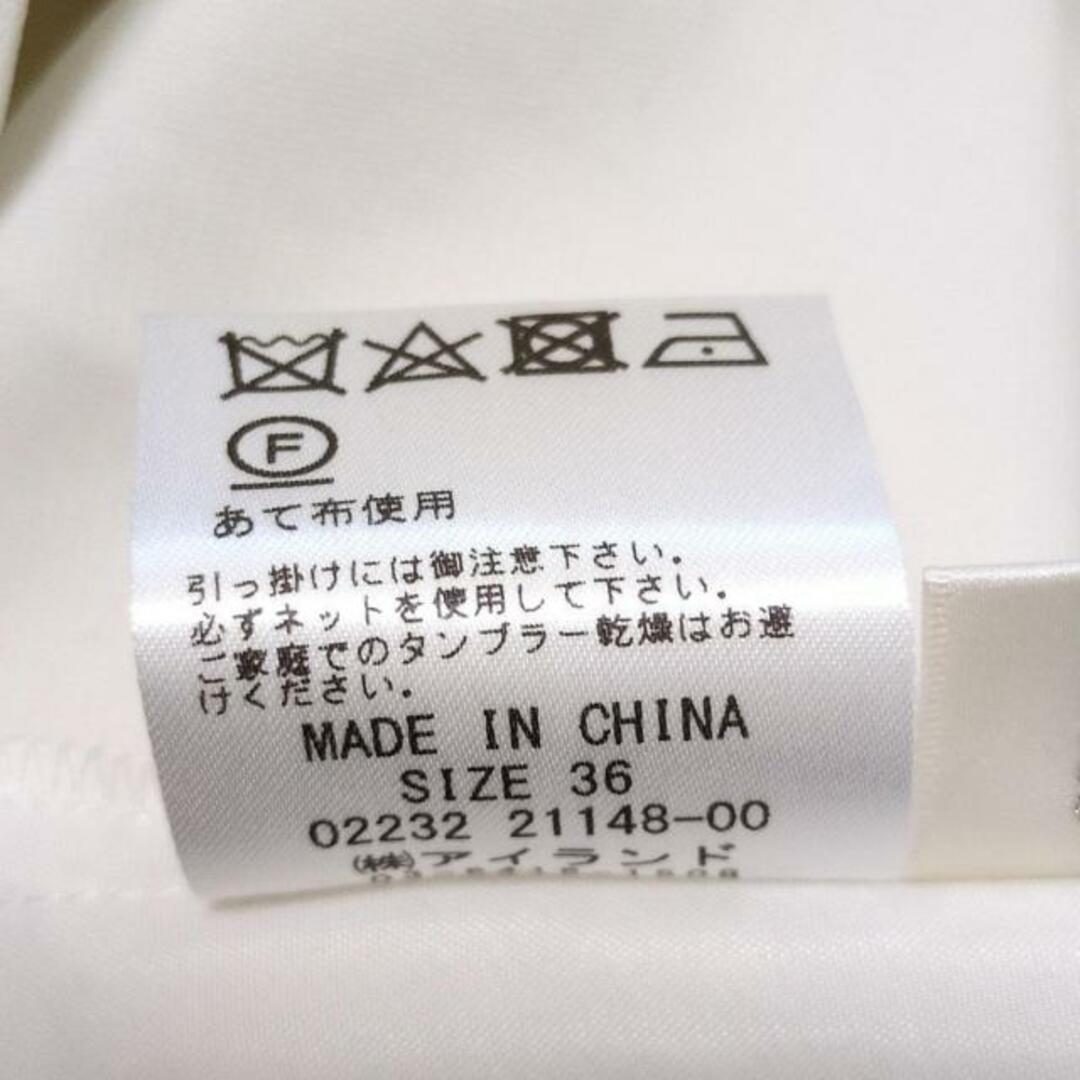 F
あて布使用
引っ掛けには御注意下さい。
必ずネットを使用して下さい。
ご家庭でのタンブラー乾燥はお避
けください。
MADE IN CHINA
SIZE 36
02232 21148-00
㈱アイランド